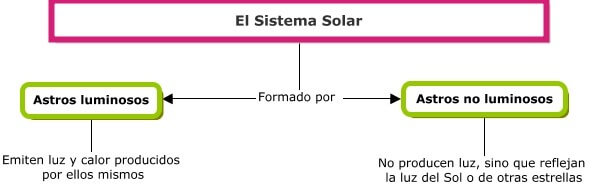 El Sistema Solar
Formado por
Astros luminosos
Astros no luminosos
Emiten luz y calor producidos
por ellos mismos
No producen luz, sino que reflejan
la luz del Sol o de otras estrellas